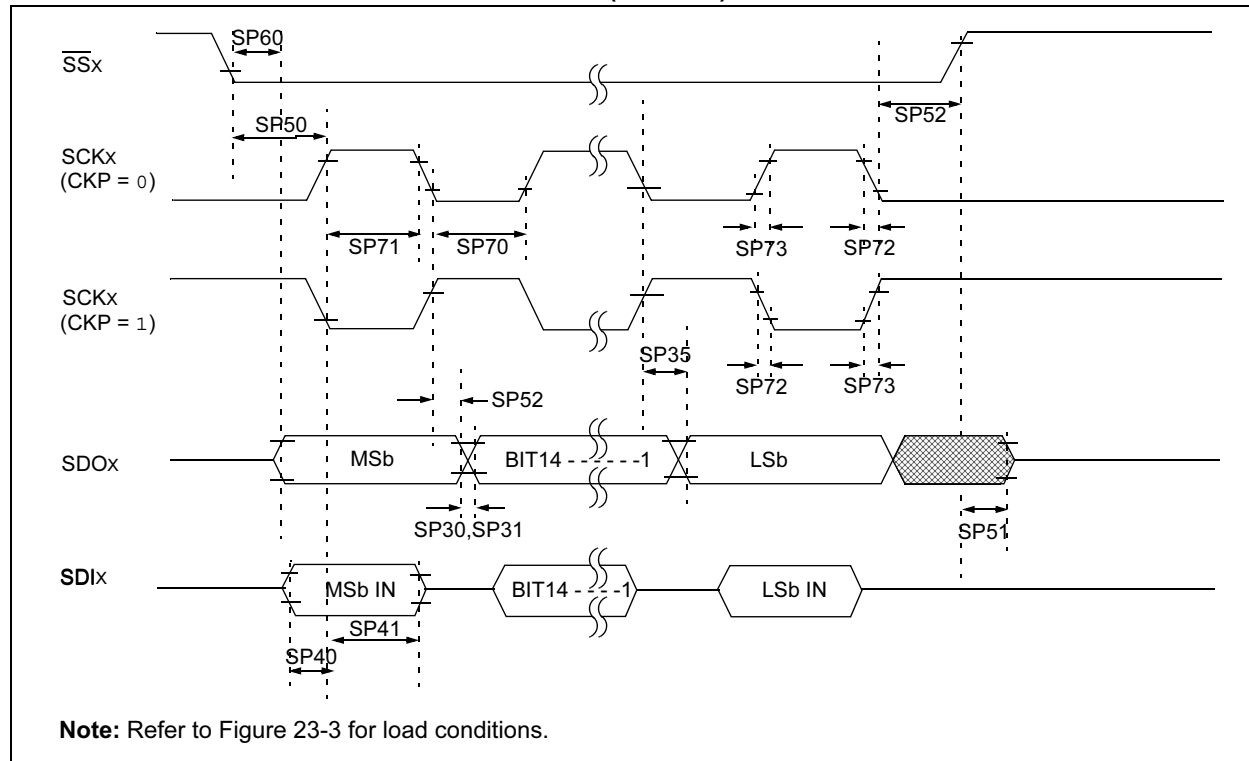 SP60
SSx
SP52
SP50
SCKx
(CKP = 0)
SP71
SP70
SP73
SP72
SCKx
(CKP = 1)
SP35
SP72
SP73
SP52
SDOx
MSb
BIT14 - - - - - -1
LSb
SP30,SP31
SP51
SDIx
MSb IN
BIT14 - - - -1
LSb IN
SP41
SP40
Note: Refer to Figure 23-3 for load conditions.